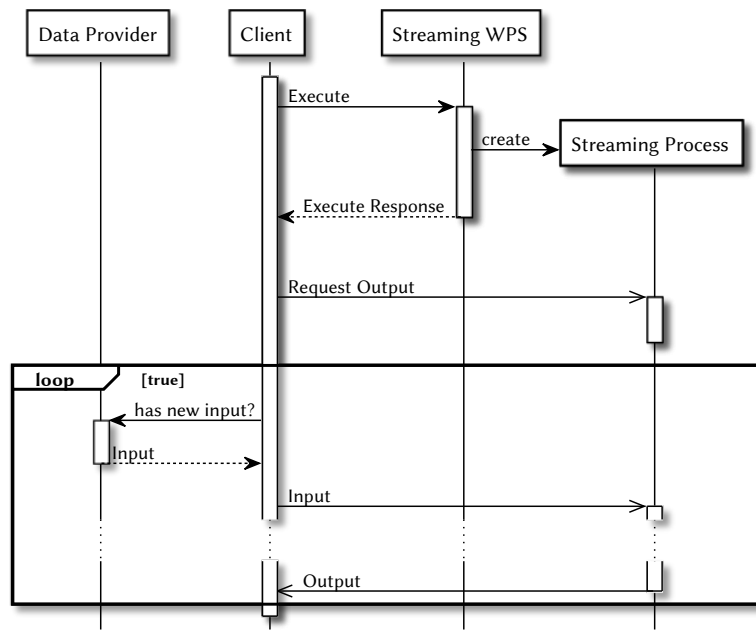 Data Provider
Client
Streaming WPS
Execute
create
Streaming Process
Execute Response
Request Output
loop
[true]
has new input?
Input
Input
Output